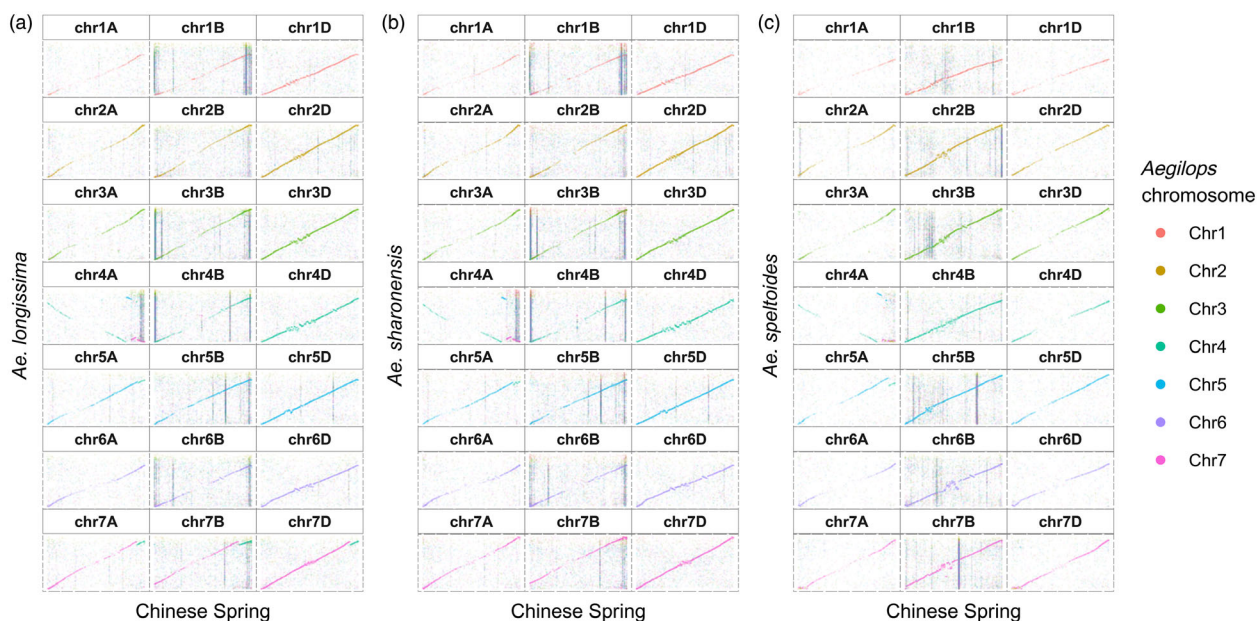 (a)
chr1A chr1B chr1D
chr2A chr2B chr2D
chr3A chr3B chr3D
chr4A chr4B chr4D
chr5A chr5B chr5D
chr6A chr6B chr6D
chr7A chr7B chr7D
Ae. longissima
Chinese Spring
(b)
chr1A chr1B chr1D
chr2A chr2B chr2D
chr3A chr3B chr3D
chr4A chr4B chr4D
chr5A chr5B chr5D
chr6A chr6B chr6D
chr7A chr7B chr7D
Ae. sharonensis
Chinese Spring
(c)
chr1A chr1B chr1D
chr2A chr2B chr2D
chr3A chr3B chr3D
chr4A chr4B chr4D
chr5A chr5B chr5D
chr6A chr6B chr6D
chr7A chr7B chr7D
Ae. speltoides
Chinese Spring
Aegilops
chromosome
Chr1
Chr2
Chr3
Chr4
Chr5
Chr6
Chr7